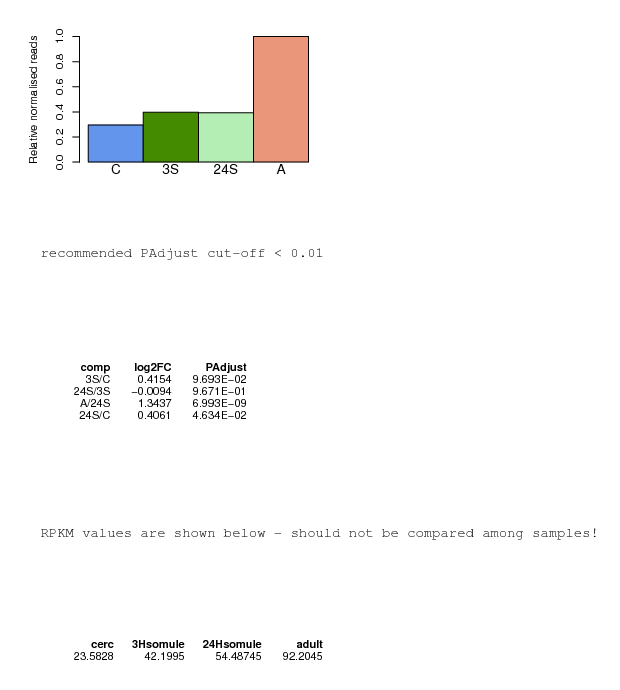 Relative normalised reads
1.0
0.8
0.6
0.4
0.2
0.0
C 3S 24S A
recommended PAdjust cut-off < 0.01
comp log2FC PAdjust
3S/C 0.4154 9.693E-02
24S/3S -0.0094 9.671E-01
A/24S 1.3437 6.993E-09
24S/C 0.4061 4.634E-02
RPKM values are shown below - should not be compared among samples!
cerc 3Hsomule 24Hsomule adult
23.5828 42.1995 54.48745 92.2045